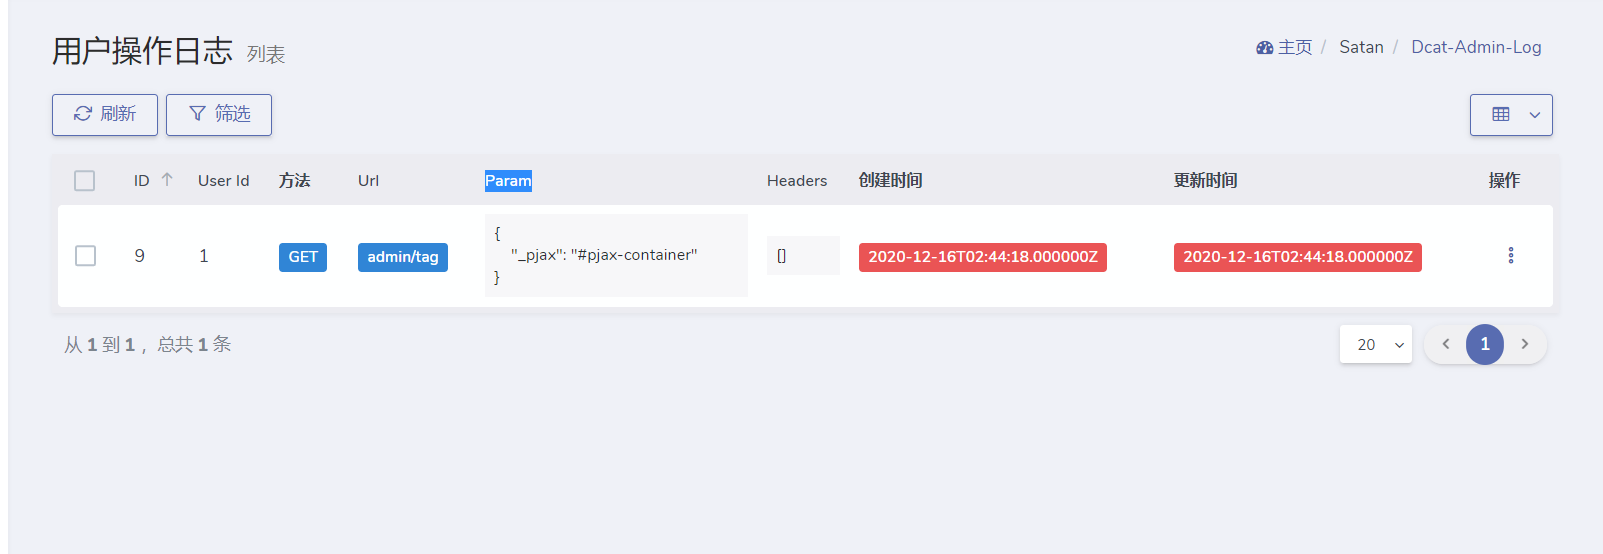 用户操作日志 列表
主页 / Satan / Dcat-Admin-Log
刷新 筛选
ID User Id 方法 Url Param Headers 创建时间 更新时间 操作
9 1 GET admin/tag { [] 2020-12-16T02:44:18.000000Z 2020-12-16T02:44:18.000000Z
"_pjax": "#pjax-container"
}
从 1 到 1 ，总共 1 条
20 1